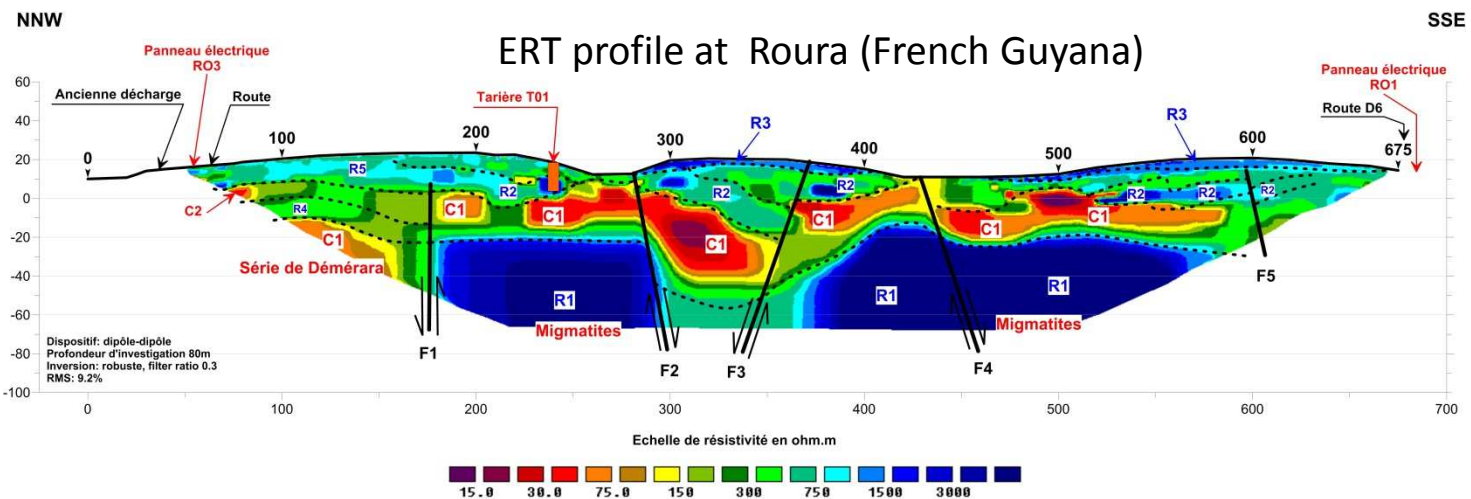 NNW
SSE
ERT profile at Roura (French Guyana)
Panneau électrique
RO3
Ancienne décharge
Route
Tarière T01
R3
R3
Panneau électrique
RO1
Route D6
60
40
20
0
-20
-40
-60
-80
-100
0
100
200
300
400
500
600
675
R5
R2
R2
R2
R2
R2
R2
C2
R4
C1
C1
C1
C1
C1
C1
C1
Série de Démérara
R1
R1
R1
Migmatites
Migmatites
F1
F2
F3
F4
F5
Dispositif: dipôle-dipôle
Profondeur d'investigation 80m
Inversion: robuste, filter ratio 0.3
RMS: 9.2%
0 100 200 300 400 500 600 700
Echelle de résistivité en ohm.m
15.0 30.0 75.0 150 300 750 1500 3000